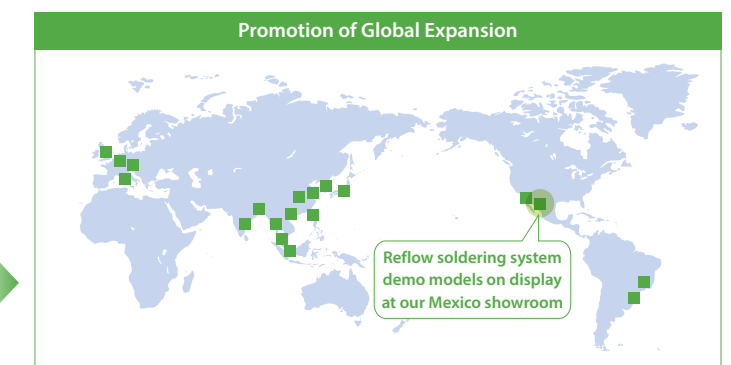 Promotion of Global Expansion
Reflow soldering system
demo models on display
at our Mexico showroom